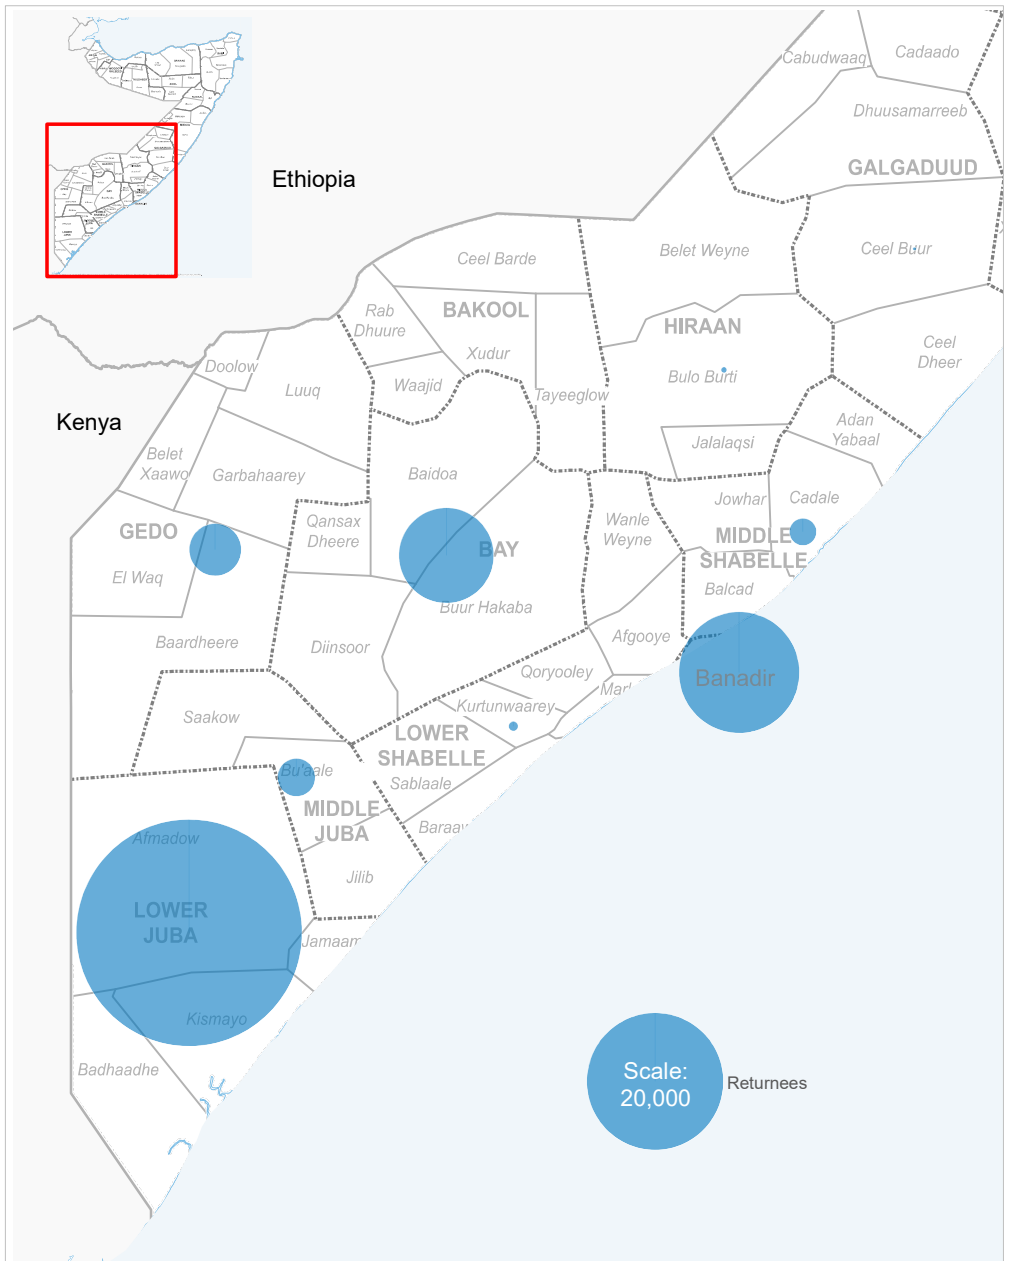 Cabudwaaq
Cadaado
Dhuusamarreeb
GALGADUUD
Ethiopia
Belet Weyne
Ceel Buur
Ceel Barde
Rab
Dhuure
BAKOOL
HIRAAN
Xudur
Ceel
Dheer
Doolow
Luuq
Waajid
Tayeeglow
Bulo Burti
Kenya
Adan
Yabaal
Belet
Xaawo
Garbahaarey
Baidoa
Jalalaqsi
Qansax
Dheere
GEDO
BAY
Wanle
Weyne
Jowhar
Cadale
MIDDLE
SHABELLE
El Waq
Buur Hakaba
Balcad
Baardheere
Diinsoor
Afgooye
Qoryooley
Banadir
Mar
Saakow
Kurtunwaarey
LOWER
SHABELLE
Bu'aale
Sablaale
MIDDLE
JUBA
Baraaw
Afmadow
Jilib
LOWER
JUBA
Jamaam
Kismayo
Badhaadhe
Scale:
20,000
Returnees